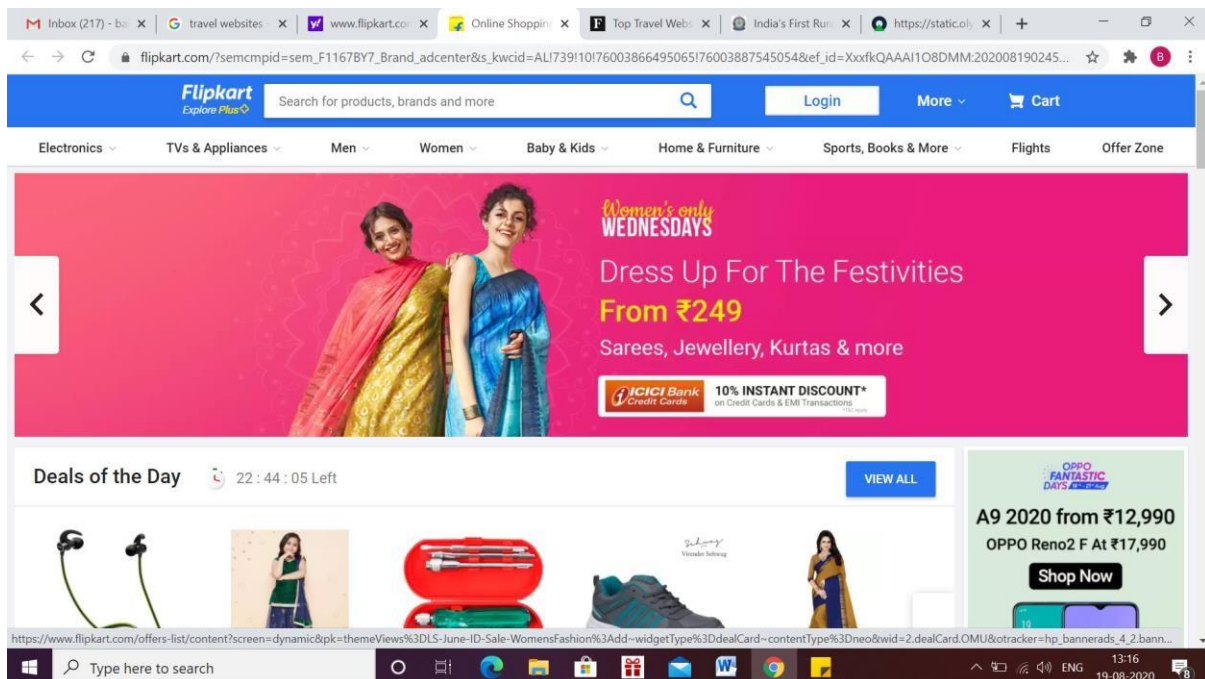 Inbox (217) - ba
travel websites
www.flipkart.com
Online Shopping
Top Travel Webs
India's First Rur
https://static.oly
flipkart.com/?semcmpid=sem_F1167BY7_Brand_adcenter&s_kwcid=AL!739!10!76003866495065!76003887545054&ef_id=XxxfkQAAAI1O8DMM:202008190245...
B
Flipkart
Explore Plus
Search for products, brands and more
Login
More
Cart
Electronics
TVs & Appliances
Men
Women
Baby & Kids
Home & Furniture
Sports, Books & More
Flights
Offer Zone
Women's only
WEDNESDAYS
Dress Up For The Festivities
From ₹249
Sarees, Jewellery, Kurtas & more
ICICI Bank
Credit Cards
10% INSTANT DISCOUNT*
on Credit Cards & EMI Transactions
Deals of the Day
22 : 44 : 05 Left
VIEW ALL
OPPO
FANTASTIC
DAYS
A9 2020 from ₹12,990
OPPO Reno2 F At ₹17,990
Shop Now
Sehwag
Virender Sehwag
https://www.flipkart.com/offers-list/content?screen=dynamic&pk=themeViews%3DLS-June-ID-Sale-WomensFashion%3Add~widgetType%3DdealCard~contentType%3Dneo&wid=2.dealCard.OMU&otracker=hp_bannerads_4_2.bann...
Type here to search
ENG
13:16
19-08-2020
8